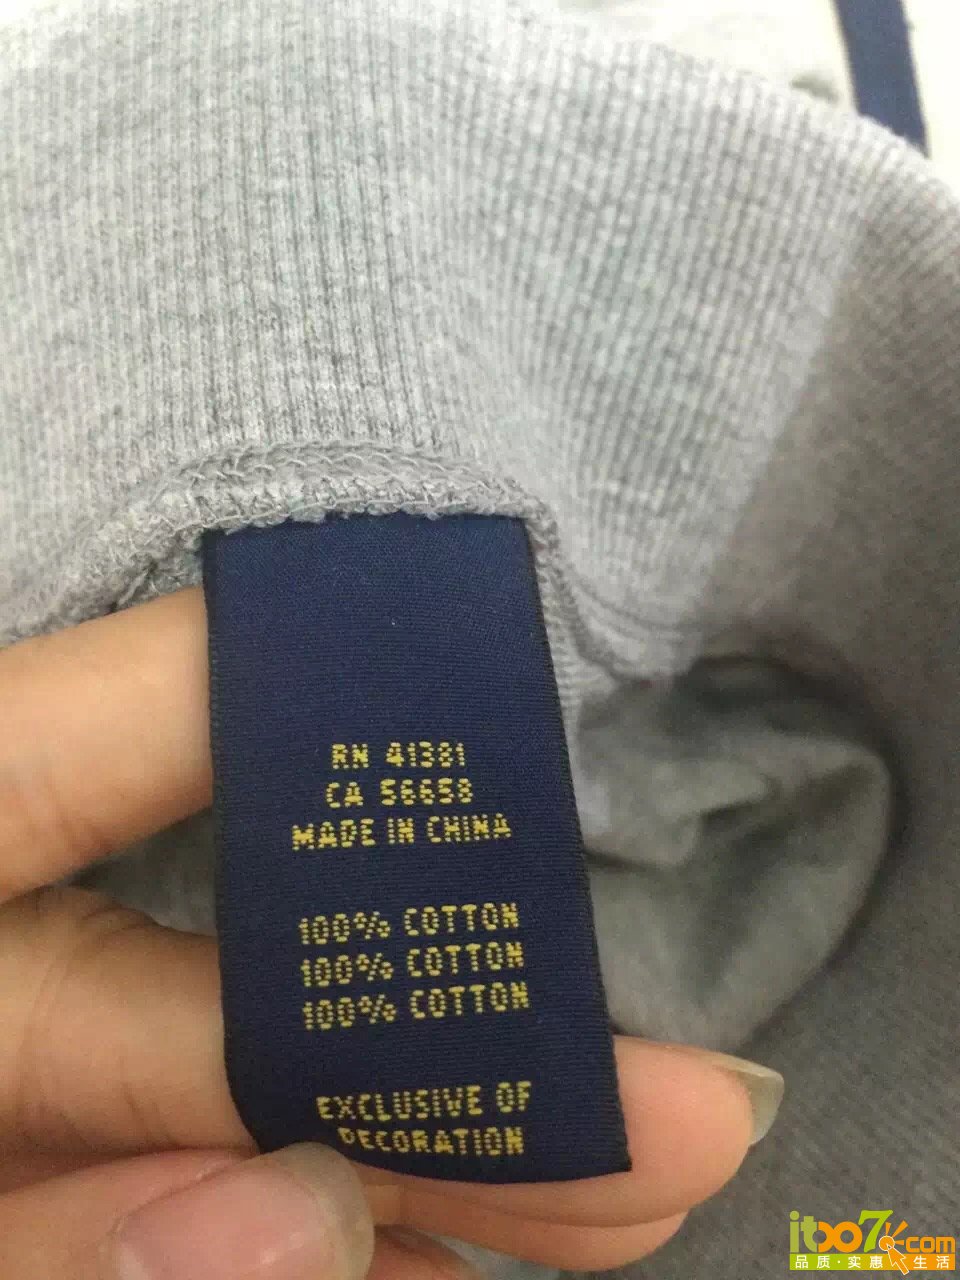 RN 41381
CA 56658
MADE IN CHINA
100% COTTON
100% COTTON
100% COTTON
EXCLUSIVE OF
DECORATION
itbo7.com
品质·实惠 生活